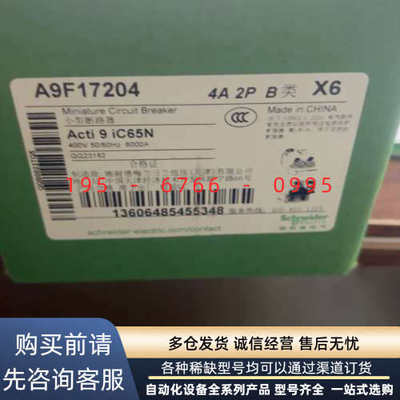 A9F17204 4A 2P B类 X6
Miniature Circuit Breaker Made in CHINA
小型断路器
Acti 9 iC65N
400V 50/60Hz 6000A
合格证
195 - 6766 - 0995
13606485455348
Schneider
Electric
schneider-electric.com/contact
购买前请
先咨询客服
多仓发货 诚信经营 售后无忧
各种稀缺型号均可以通过渠道订货
自动化设备全系列产品 型号齐全 一站式选购